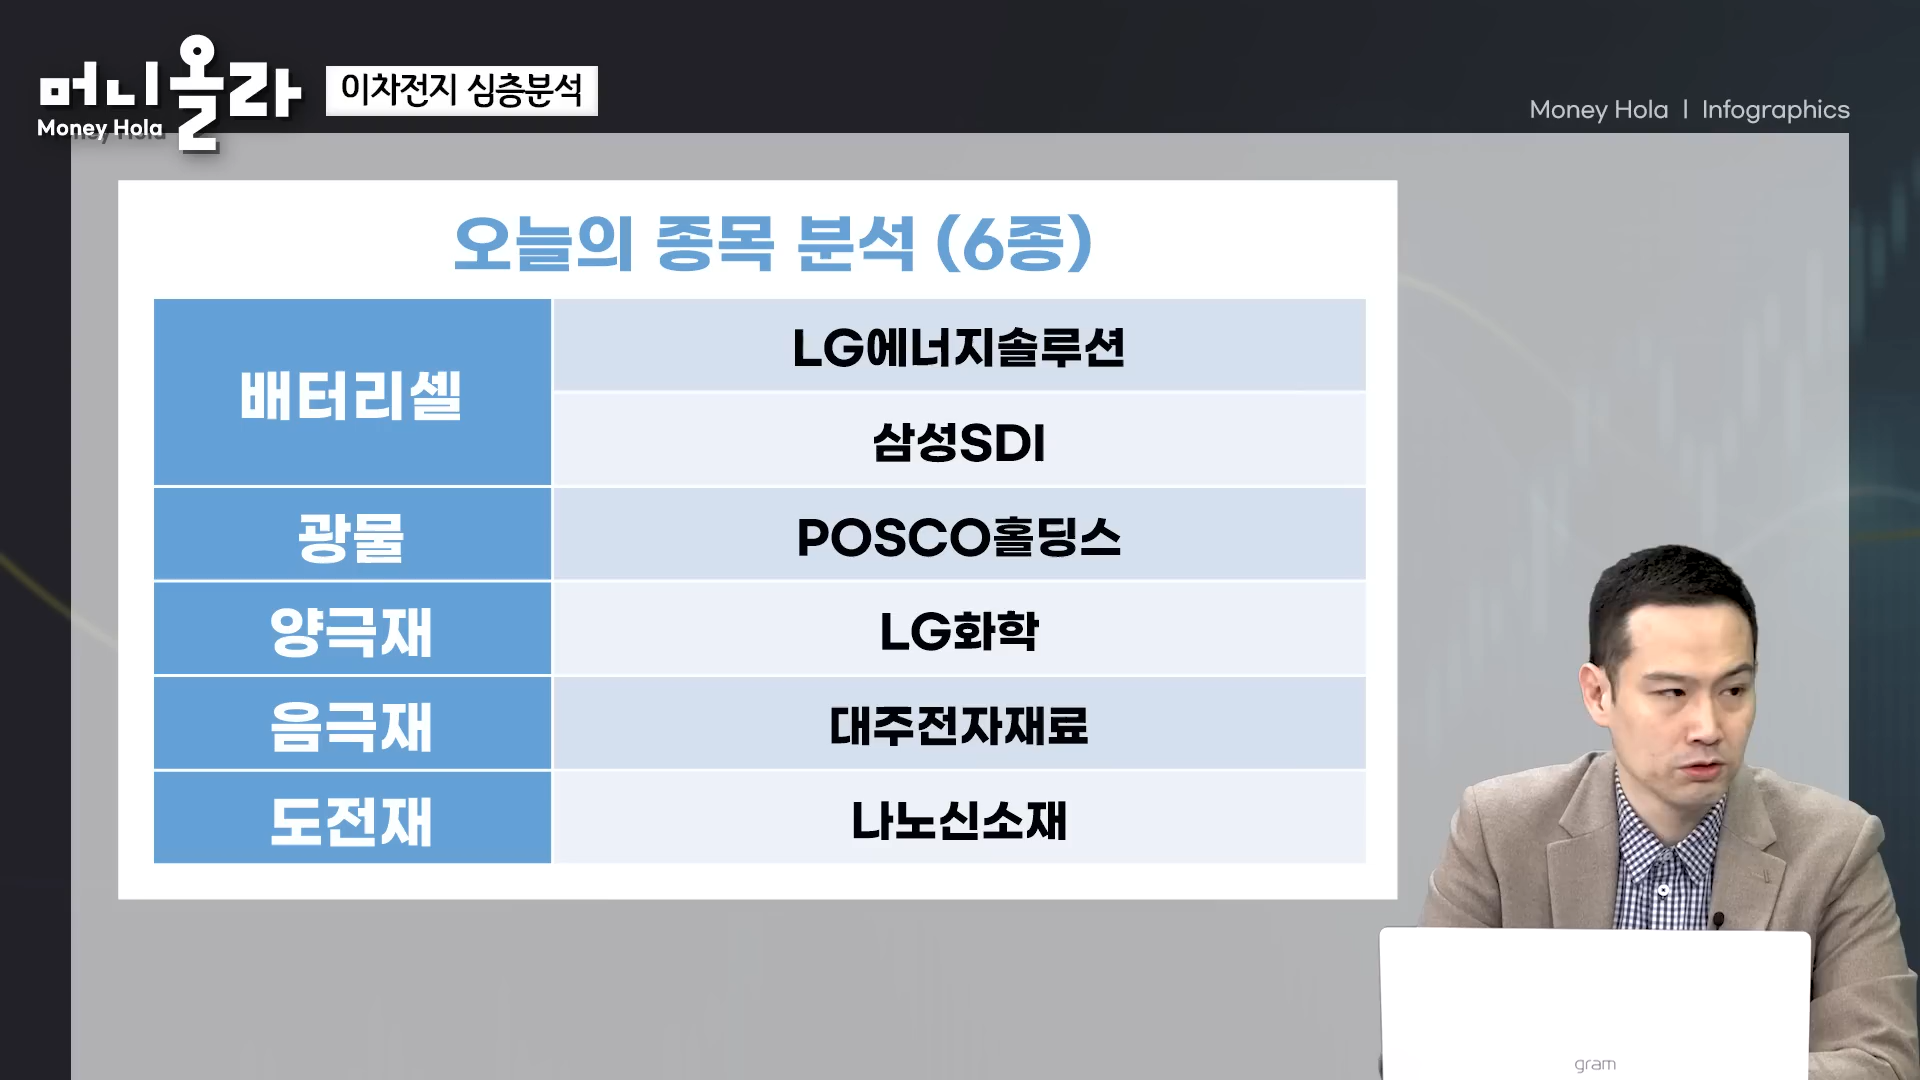 머니올라
Money Hola
이차전지 심층분석
Money Hola | Infographics
오늘의 종목 분석 (6종)
배터리셀
LG에너지솔루션
삼성SDI
광물
POSCO홀딩스
양극재
LG화학
음극재
대주전자재료
도전재
나노신소재
gram